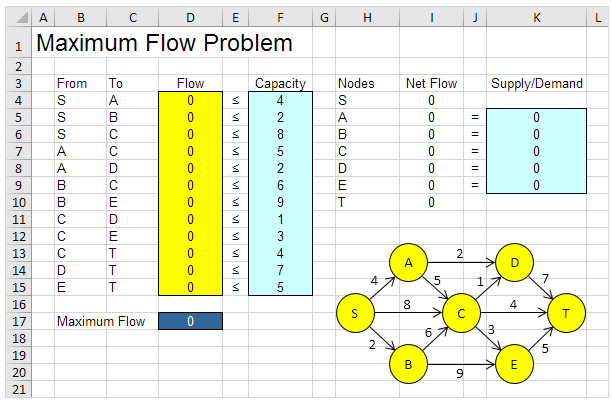 A B C D E F G H I J K L
1 Maximum Flow Problem
2
3 From To Flow Capacity Nodes Net Flow Supply/Demand
4 S A 0 ≤ 4 S 0
5 S B 0 ≤ 2 A 0 = 0
6 S C 0 ≤ 8 B 0 = 0
7 A C 0 ≤ 5 C 0 = 0
8 A D 0 ≤ 2 D 0 = 0
9 B C 0 ≤ 6 E 0 = 0
10 B E 0 ≤ 9 T 0
11 C D 0 ≤ 1
12 C E 0 ≤ 3
13 C T 0 ≤ 4
14 D T 0 ≤ 7
15 E T 0 ≤ 5
16
17 Maximum Flow 0
18
19
20
21
2
A D
4 5 1 7
8 4
S C T
2 6 3 5
B E
9